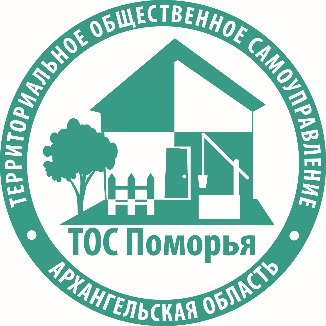 ТЕРРИТОРИАЛЬНОЕ ОБЩЕСТВЕННОЕ САМОУПРАВЛЕНИЕ
ТОС Поморья
АРХАНГЕЛЬСКАЯ ОБЛАСТЬ